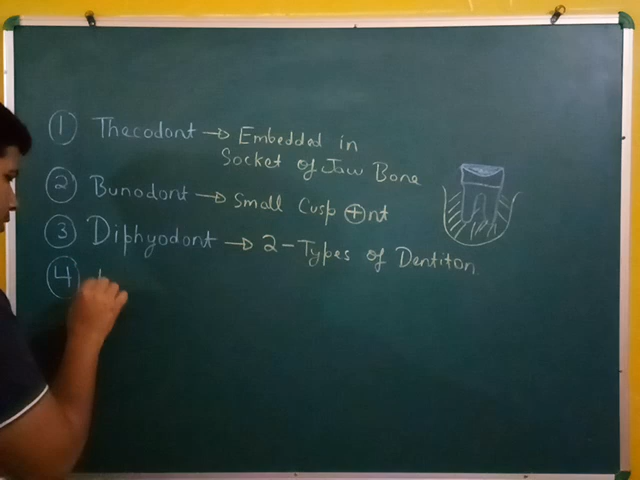 1 Thecodont → Embedded in
Socket of Jaw Bone
2 Bunodont → Small Cusp ⊕nt
3 Diphyodont → 2-Types of Dentiton
4